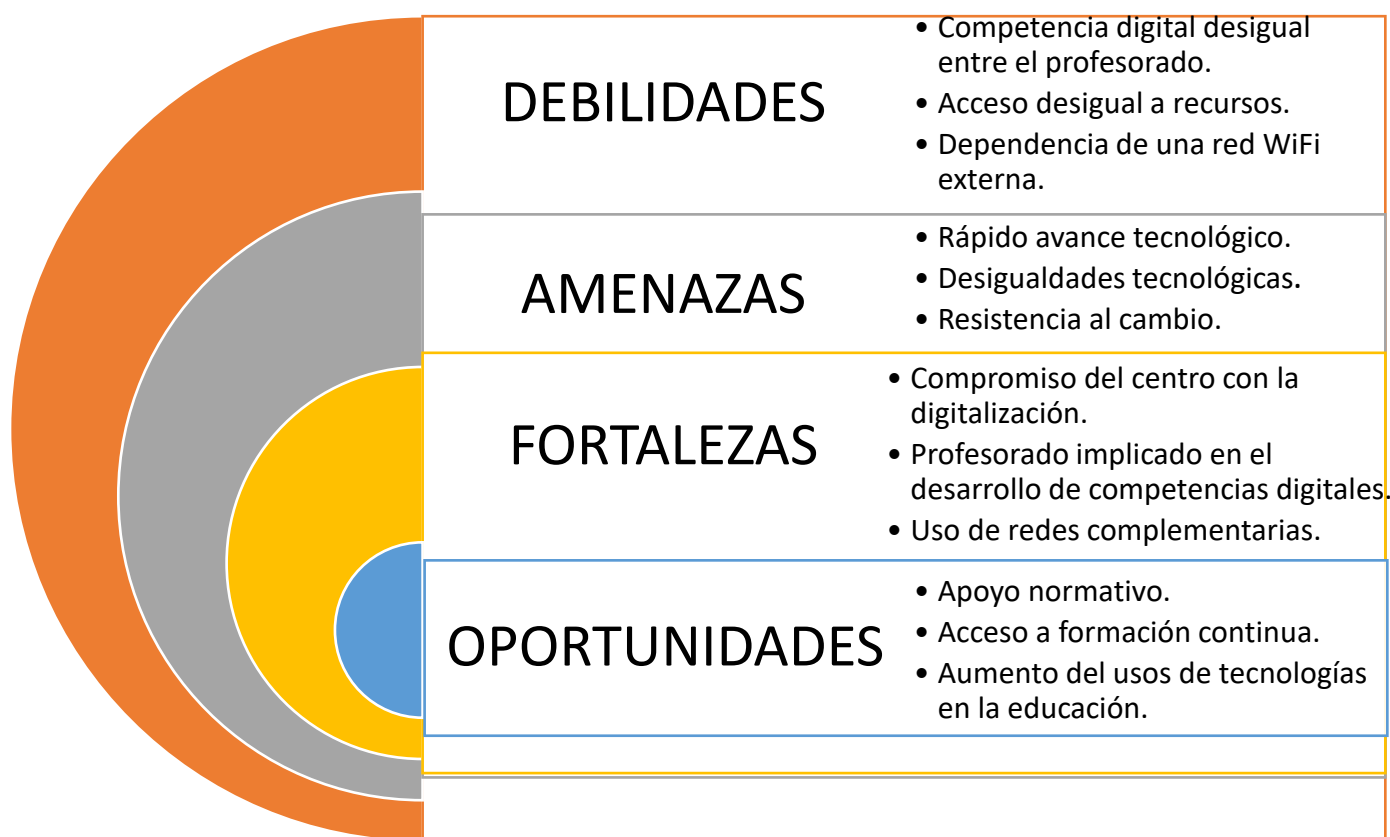 DEBILIDADES
• Competencia digital desigual
entre el profesorado.
• Acceso desigual a recursos.
• Dependencia de una red WiFi
externa.
AMENAZAS
• Rápido avance tecnológico.
• Desigualdades tecnológicas.
• Resistencia al cambio.
FORTALEZAS
• Compromiso del centro con la
digitalización.
• Profesorado implicado en el
desarrollo de competencias digitales.
• Uso de redes complementarias.
OPORTUNIDADES
• Apoyo normativo.
• Acceso a formación continua.
• Aumento del usos de tecnologías
en la educación.